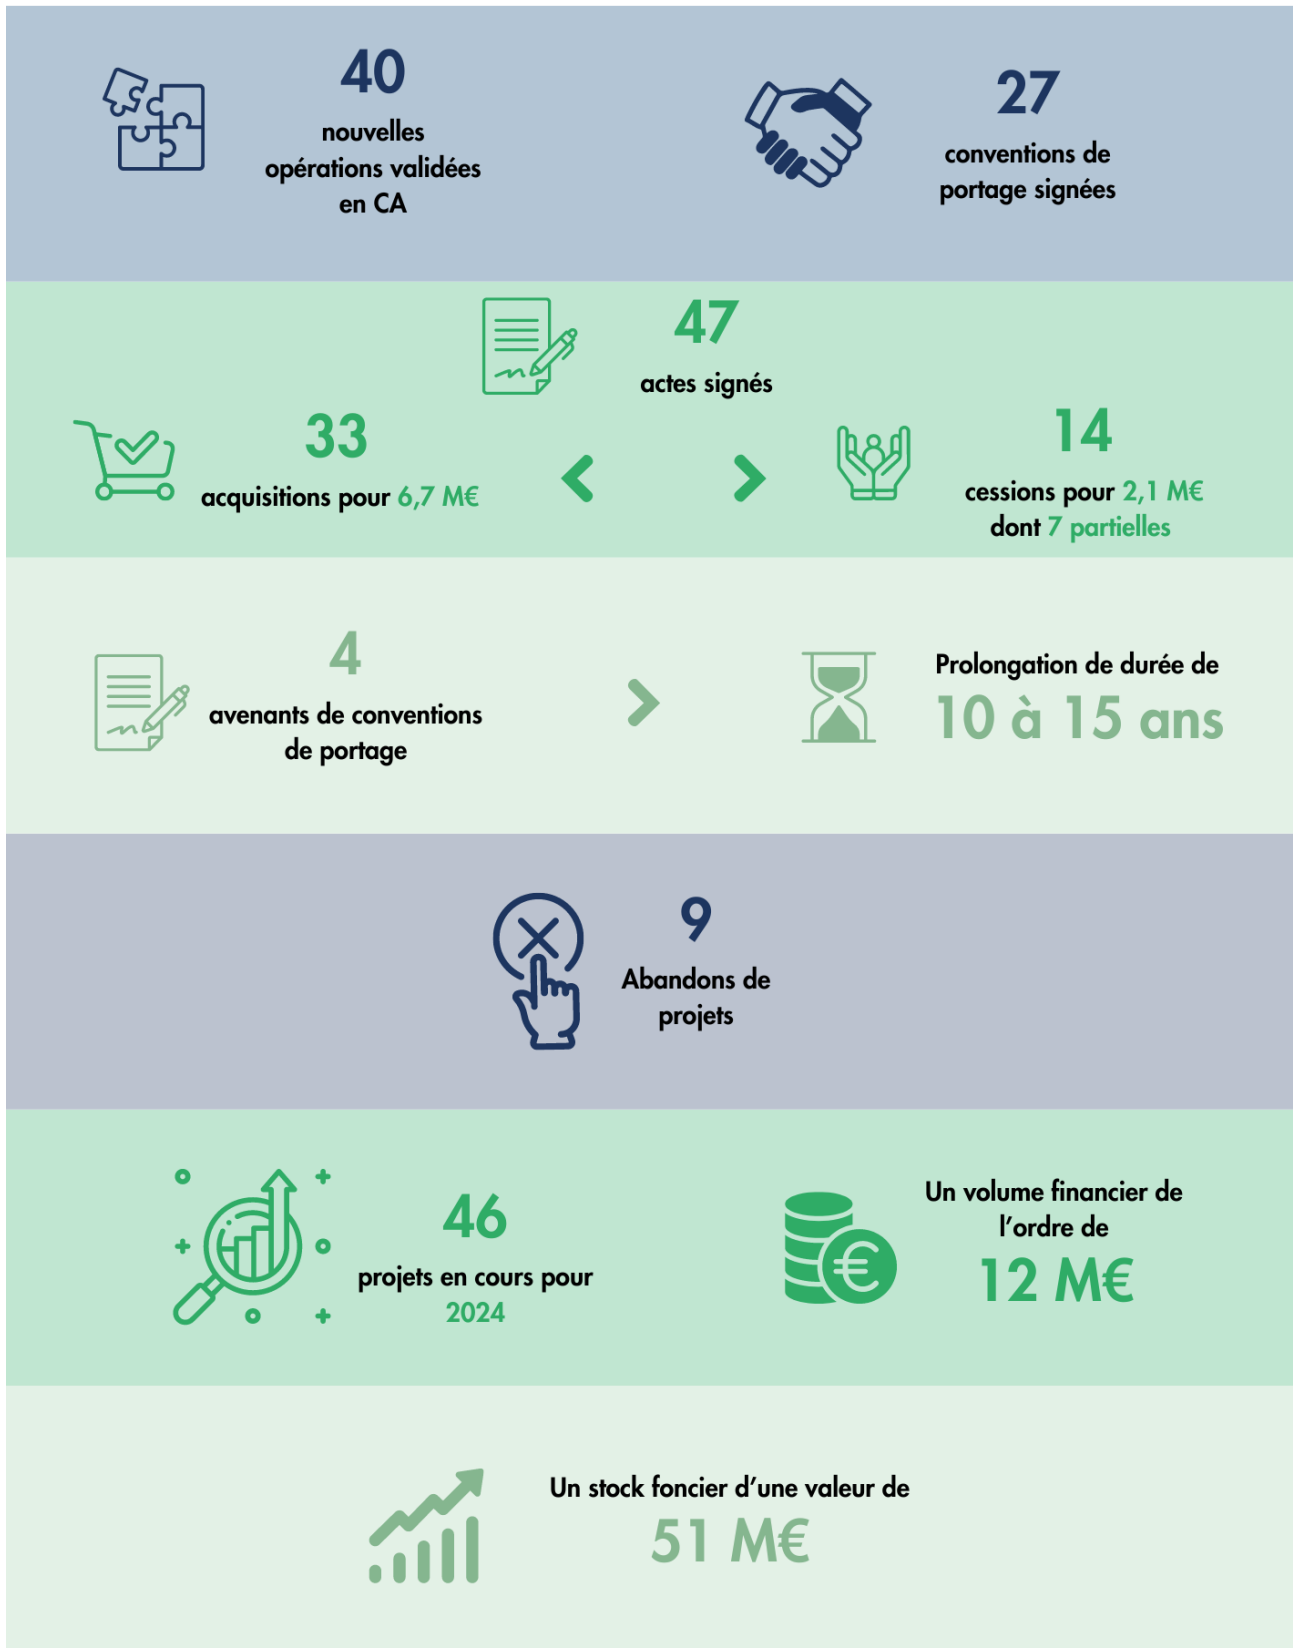 40
nouvelles
opérations validées
en CA
27
conventions de
portage signées
47
actes signés
33
acquisitions pour 6,7 M€
14
cessions pour 2,1 M€
dont 7 partielles
4
avenants de conventions
de portage
Prolongation de durée de
10 à 15 ans
9
Abandons de
projets
46
projets en cours pour
2024
Un volume financier de
l’ordre de
12 M€
Un stock foncier d’une valeur de
51 M€